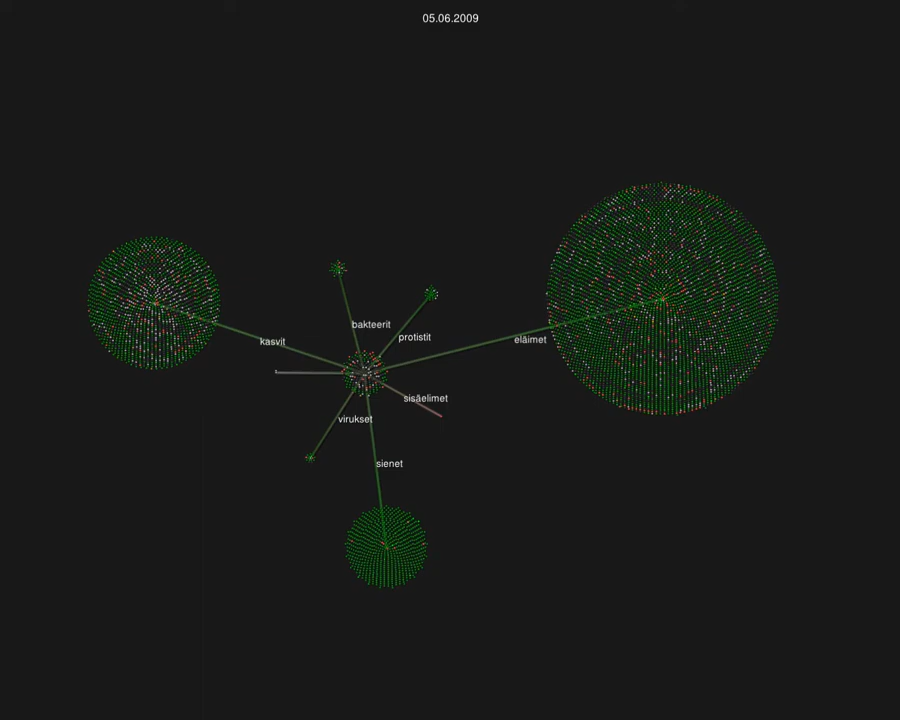 05.06.2009
bakteerit
protistit
kasvit
eläimet
sisäelimet
virukset
sienet